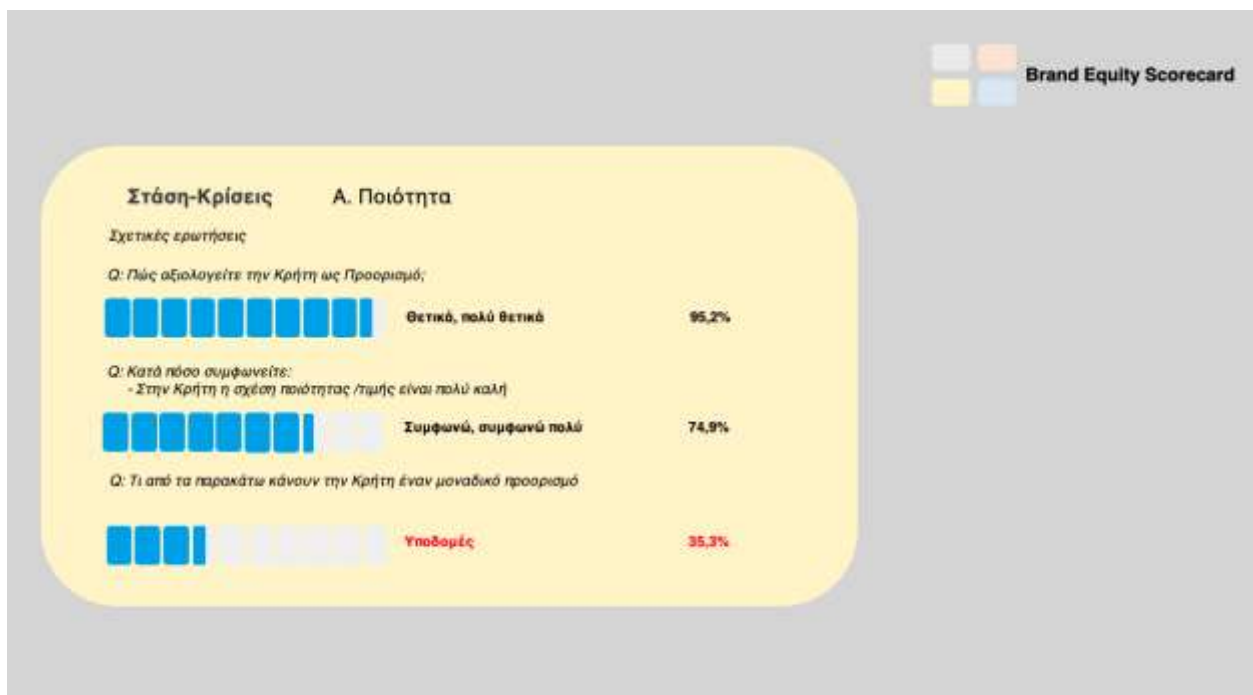 Brand Equity Scorecard
Στάση-Κρίσεις Α. Ποιότητα
Σχετικές ερωτήσεις
Q: Πώς αξιολογείτε την Κρήτη ως Προορισμό;
Θετικά, πολύ θετικά 95,2%
Q: Κατά πόσο συμφωνείτε:
- Στην Κρήτη η σχέση ποιότητας /τιμής είναι πολύ καλή
Συμφωνώ, συμφωνώ πολύ 74,9%
Q: Τι από τα παρακάτω κάνουν την Κρήτη έναν μοναδικό προορισμό
Υποδομές 35,3%